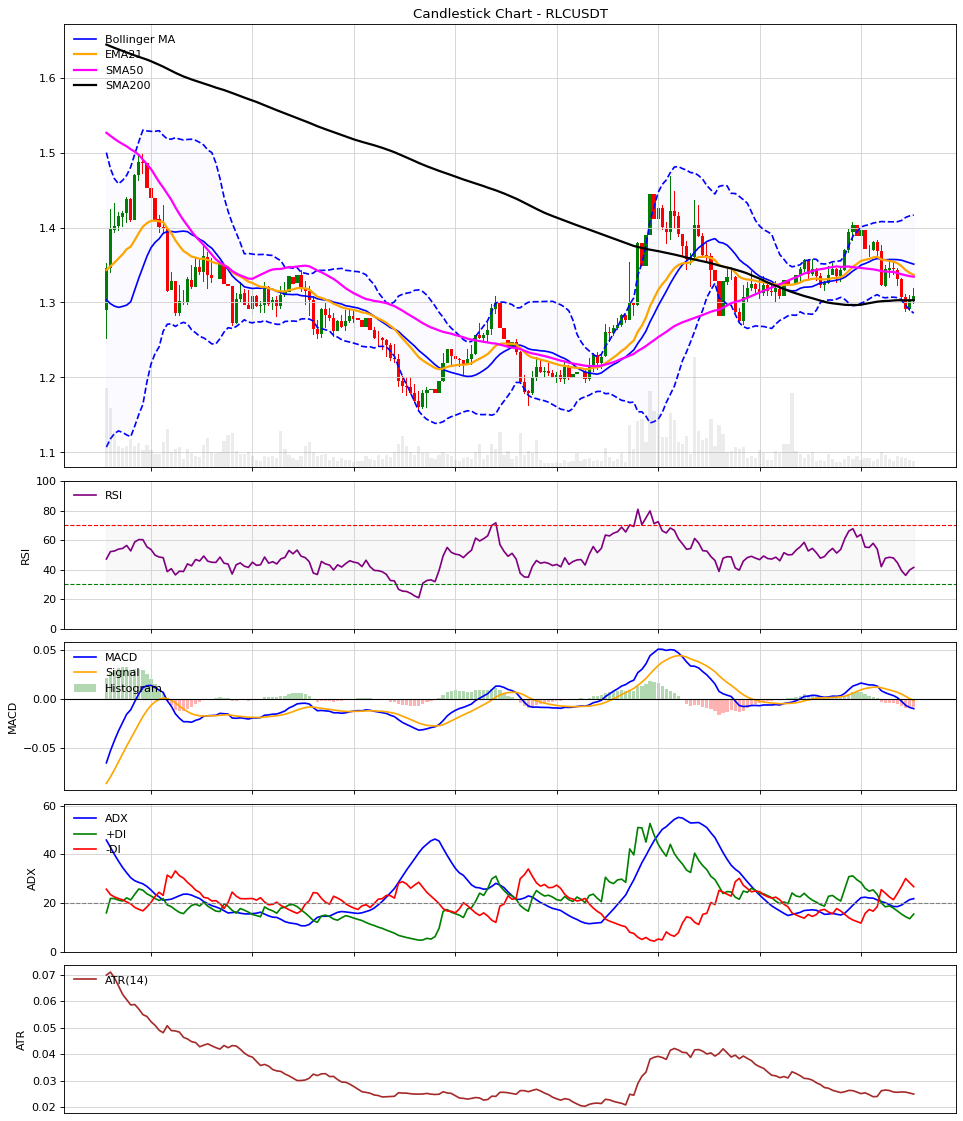 Candlestick Chart - RLCUSDT
Bollinger MA
EMA21
SMA50
SMA200
1.6
1.5
1.4
1.3
1.2
1.1
RSI
RSI
100
80
60
40
20
0
MACD
Signal
Histogram
MACD
0.05
0.00
−0.05
ADX
+DI
-DI
ADX
60
40
20
0
ATR(14)
ATR
0.07
0.06
0.05
0.04
0.03
0.02